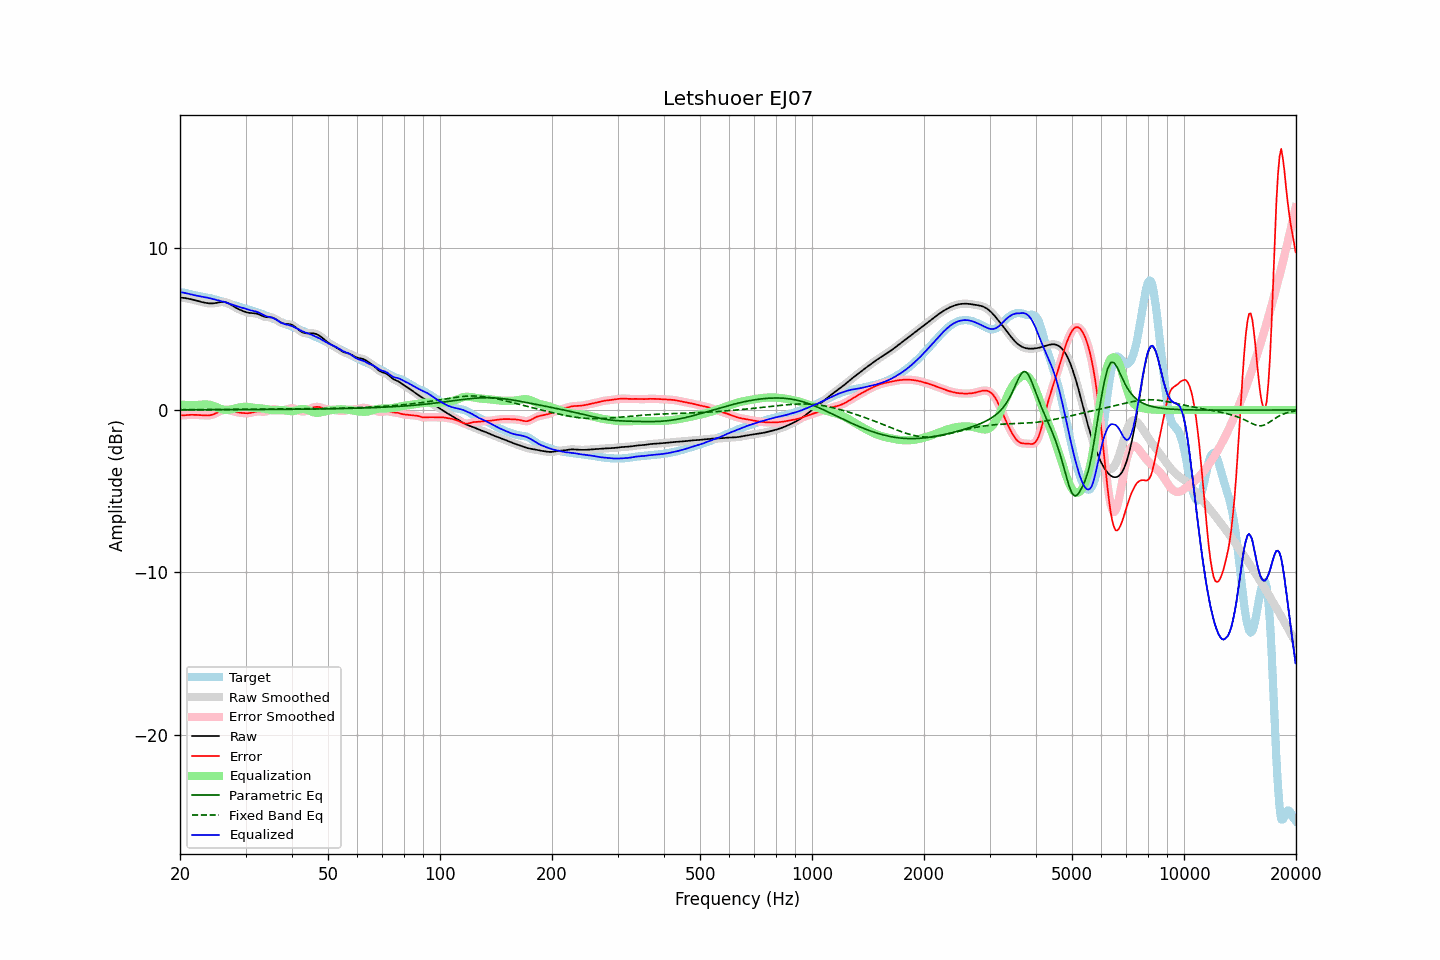 Letshuoer EJ07
Amplitude (dBr)
10
0
−10
−20
Target
Raw Smoothed
Error Smoothed
Raw
Error
Equalization
Parametric Eq
Fixed Band Eq
Equalized
20 50 100 200 500 1000 2000 5000 10000 20000
Frequency (Hz)